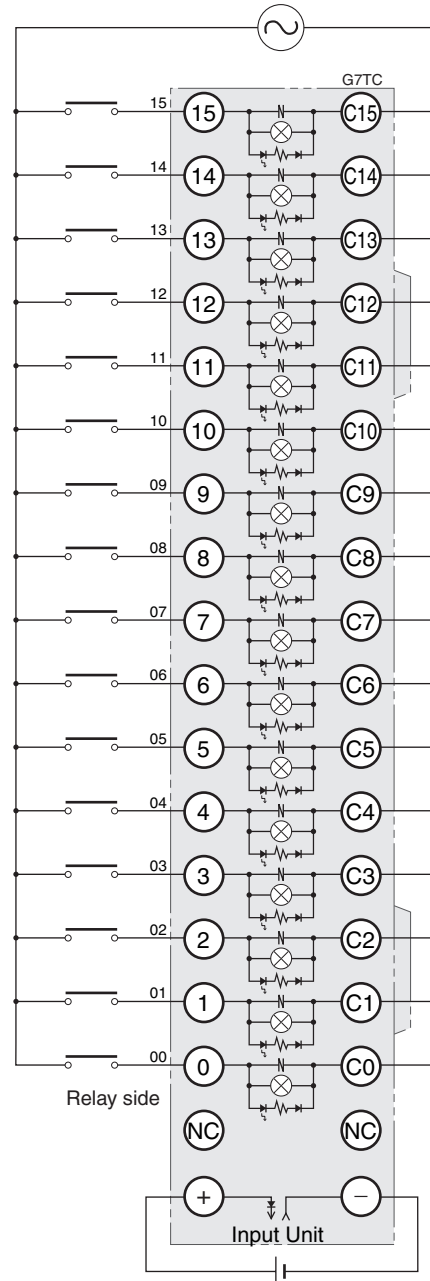 G7TC
15 15 N C15
14 14 N C14
13 13 N C13
12 12 N C12
11 11 N C11
10 10 N C10
09 9 N C9
08 8 N C8
07 7 N C7
06 6 N C6
05 5 N C5
04 4 N C4
03 3 N C3
02 2 N C2
01 1 N C1
00 0 N C0
Relay side
NC NC
+ −
Input Unit